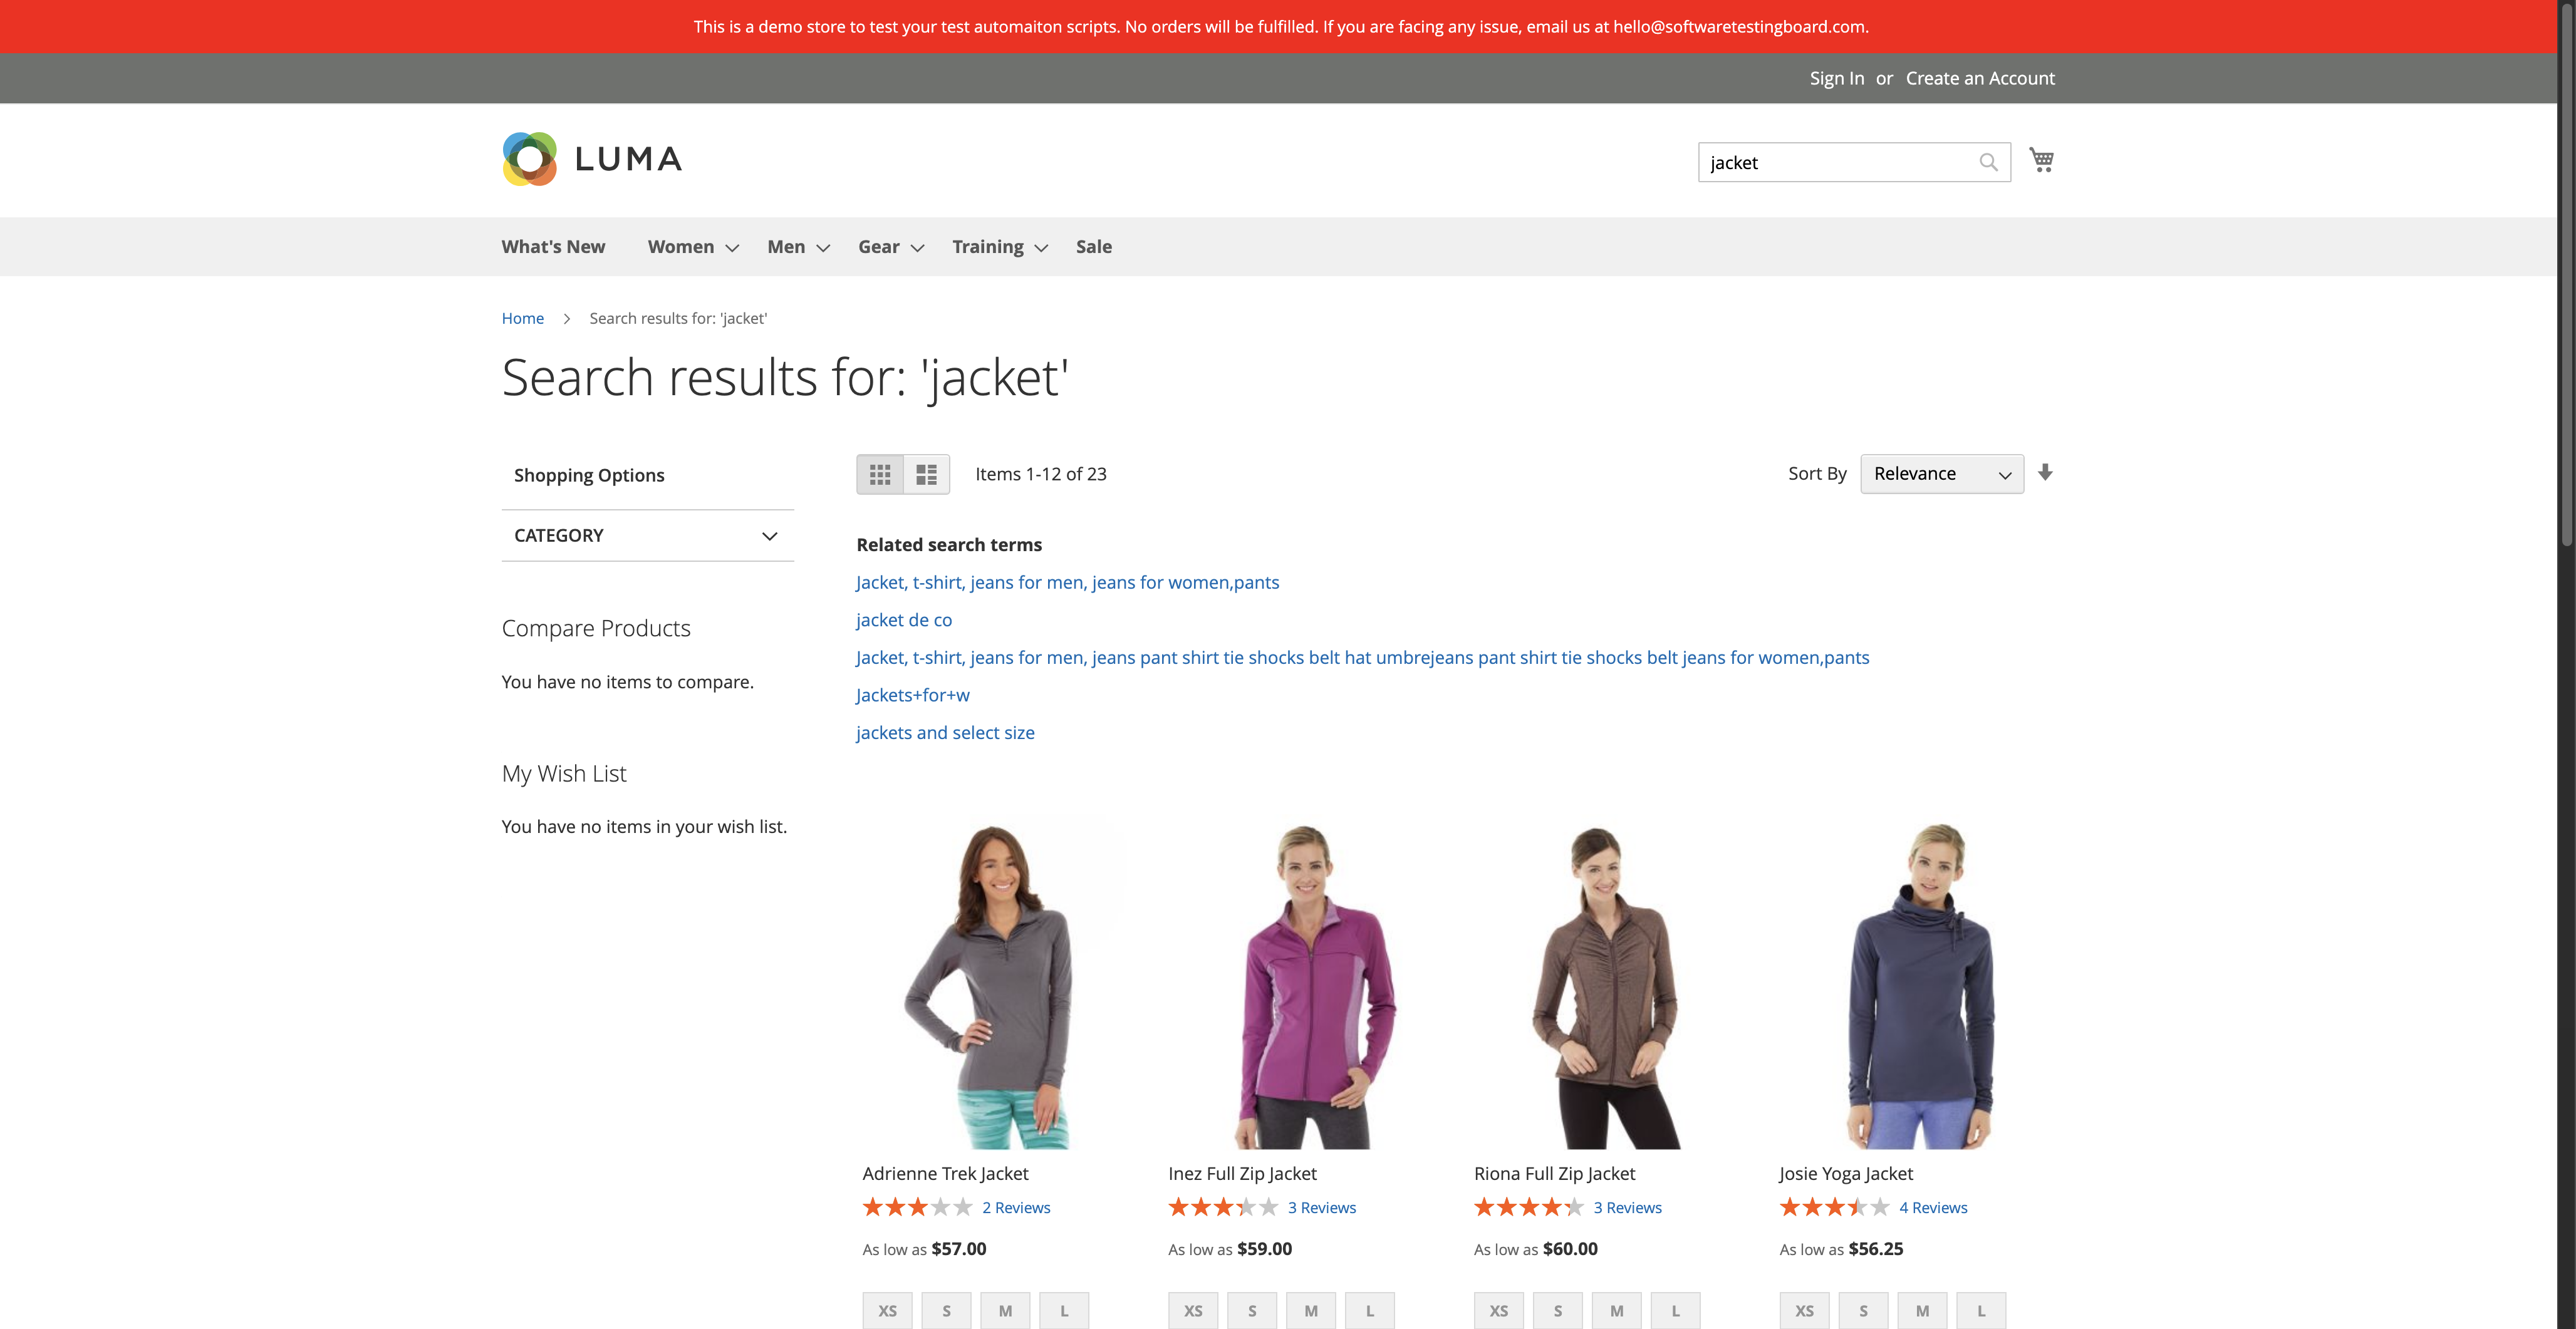 This is a demo store to test your test automaiton scripts. No orders will be fulfilled. If you are facing any issue, email us at hello@softwaretestingboard.com.
Sign In or Create an Account
LUMA
jacket
What's New Women Men Gear Training Sale
Home Search results for: 'jacket'
Search results for: 'jacket'
Shopping Options
CATEGORY
Compare Products
You have no items to compare.
My Wish List
You have no items in your wish list.
Items 1-12 of 23
Sort By Relevance
Related search terms
Jacket, t-shirt, jeans for men, jeans for women,pants
jacket de co
Jacket, t-shirt, jeans for men, jeans pant shirt tie shocks belt hat umbrejeans pant shirt tie shocks belt jeans for women,pants
Jackets+for+w
jackets and select size
Adrienne Trek Jacket
2 Reviews
As low as $57.00
XS S M L
Inez Full Zip Jacket
3 Reviews
As low as $59.00
XS S M L
Riona Full Zip Jacket
3 Reviews
As low as $60.00
XS S M L
Josie Yoga Jacket
4 Reviews
As low as $56.25
XS S M L